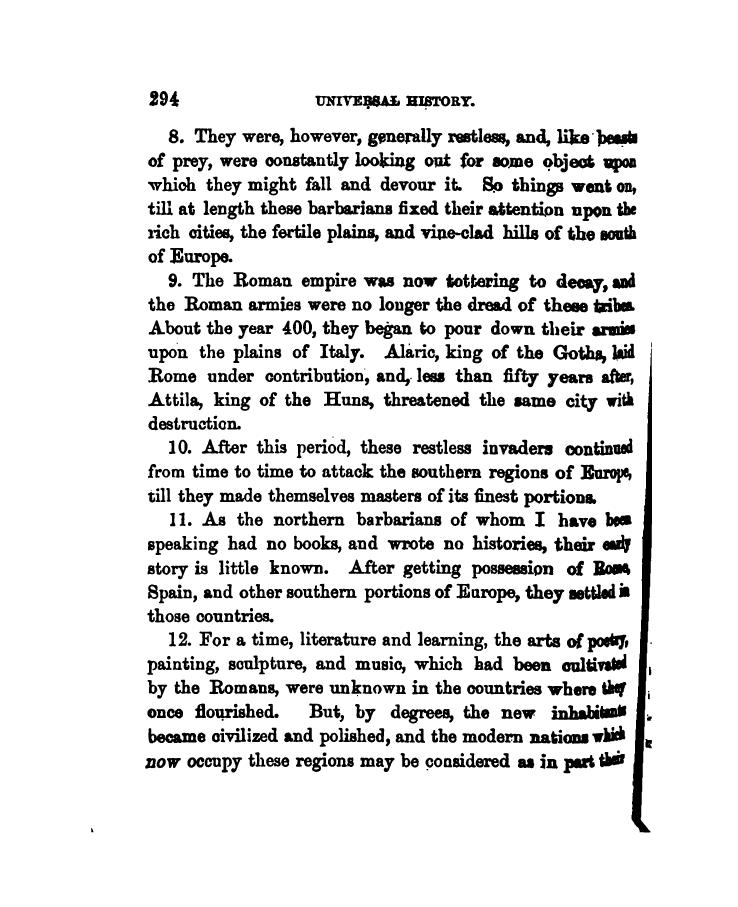 294 UNIVERSAL HISTORY.
8. They were, however, generally restless, and, like beasts
of prey, were constantly looking out for some object upon
which they might fall and devour it. So things went on,
till at length these barbarians fixed their attention upon the
rich cities, the fertile plains, and vine-clad hills of the south
of Europe.
9. The Roman empire was now tottering to decay, and
the Roman armies were no longer the dread of these tribes.
About the year 400, they began to pour down their armies
upon the plains of Italy. Alaric, king of the Goths, laid
Rome under contribution, and, less than fifty years after,
Attila, king of the Huns, threatened the same city with
destruction.
10. After this period, these restless invaders continued
from time to time to attack the southern regions of Europe,
till they made themselves masters of its finest portions.
11. As the northern barbarians of whom I have been
speaking had no books, and wrote no histories, their early
story is little known. After getting possession of Rome,
Spain, and other southern portions of Europe, they settled in
those countries.
12. For a time, literature and learning, the arts of poetry,
painting, sculpture, and music, which had been cultivated
by the Romans, were unknown in the countries where they
once flourished. But, by degrees, the new inhabitants
became civilized and polished, and the modern nations which
now occupy these regions may be considered as in part their